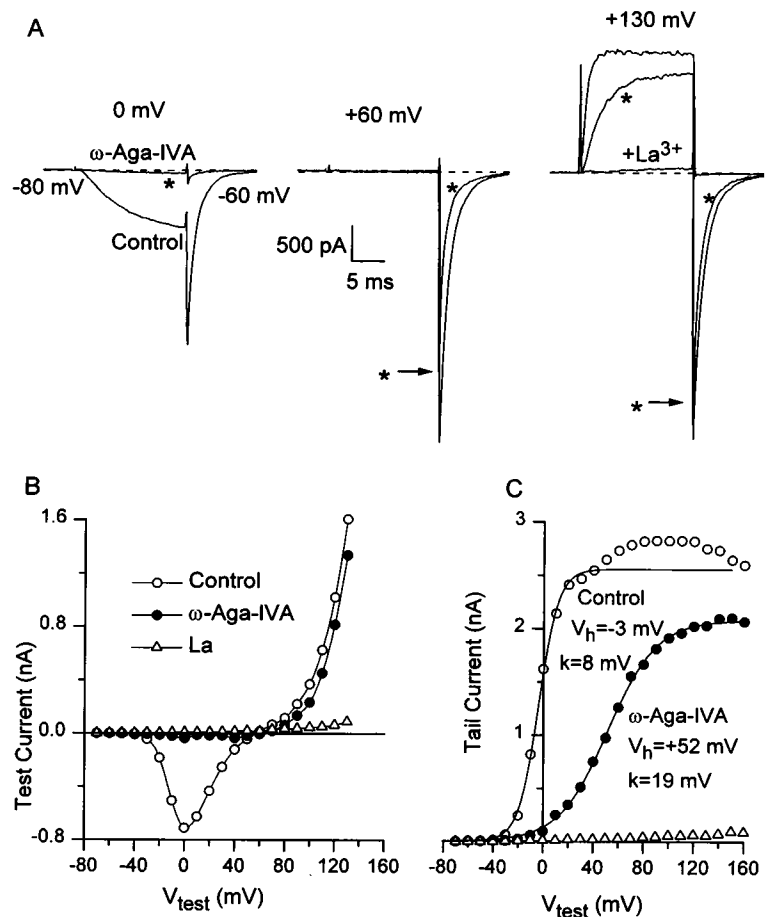 A
0 mV
+60 mV
+130 mV
ω-Aga-IVA
*
-80 mV
-60 mV
Control
*
*
500 pA
5 ms
*
+La3+
*
*
B
1.6
0.8
0.0
-0.8
Test Current (nA)
Control
ω-Aga-IVA
La
-80 -40 0 40 80 120 160
Vtest (mV)
C
3
2
1
Tail Current (nA)
Control
Vh=-3 mV
k=8 mV
ω-Aga-IVA
Vh=+52 mV
k=19 mV
-80 -40 0 40 80 120 160
Vtest (mV)